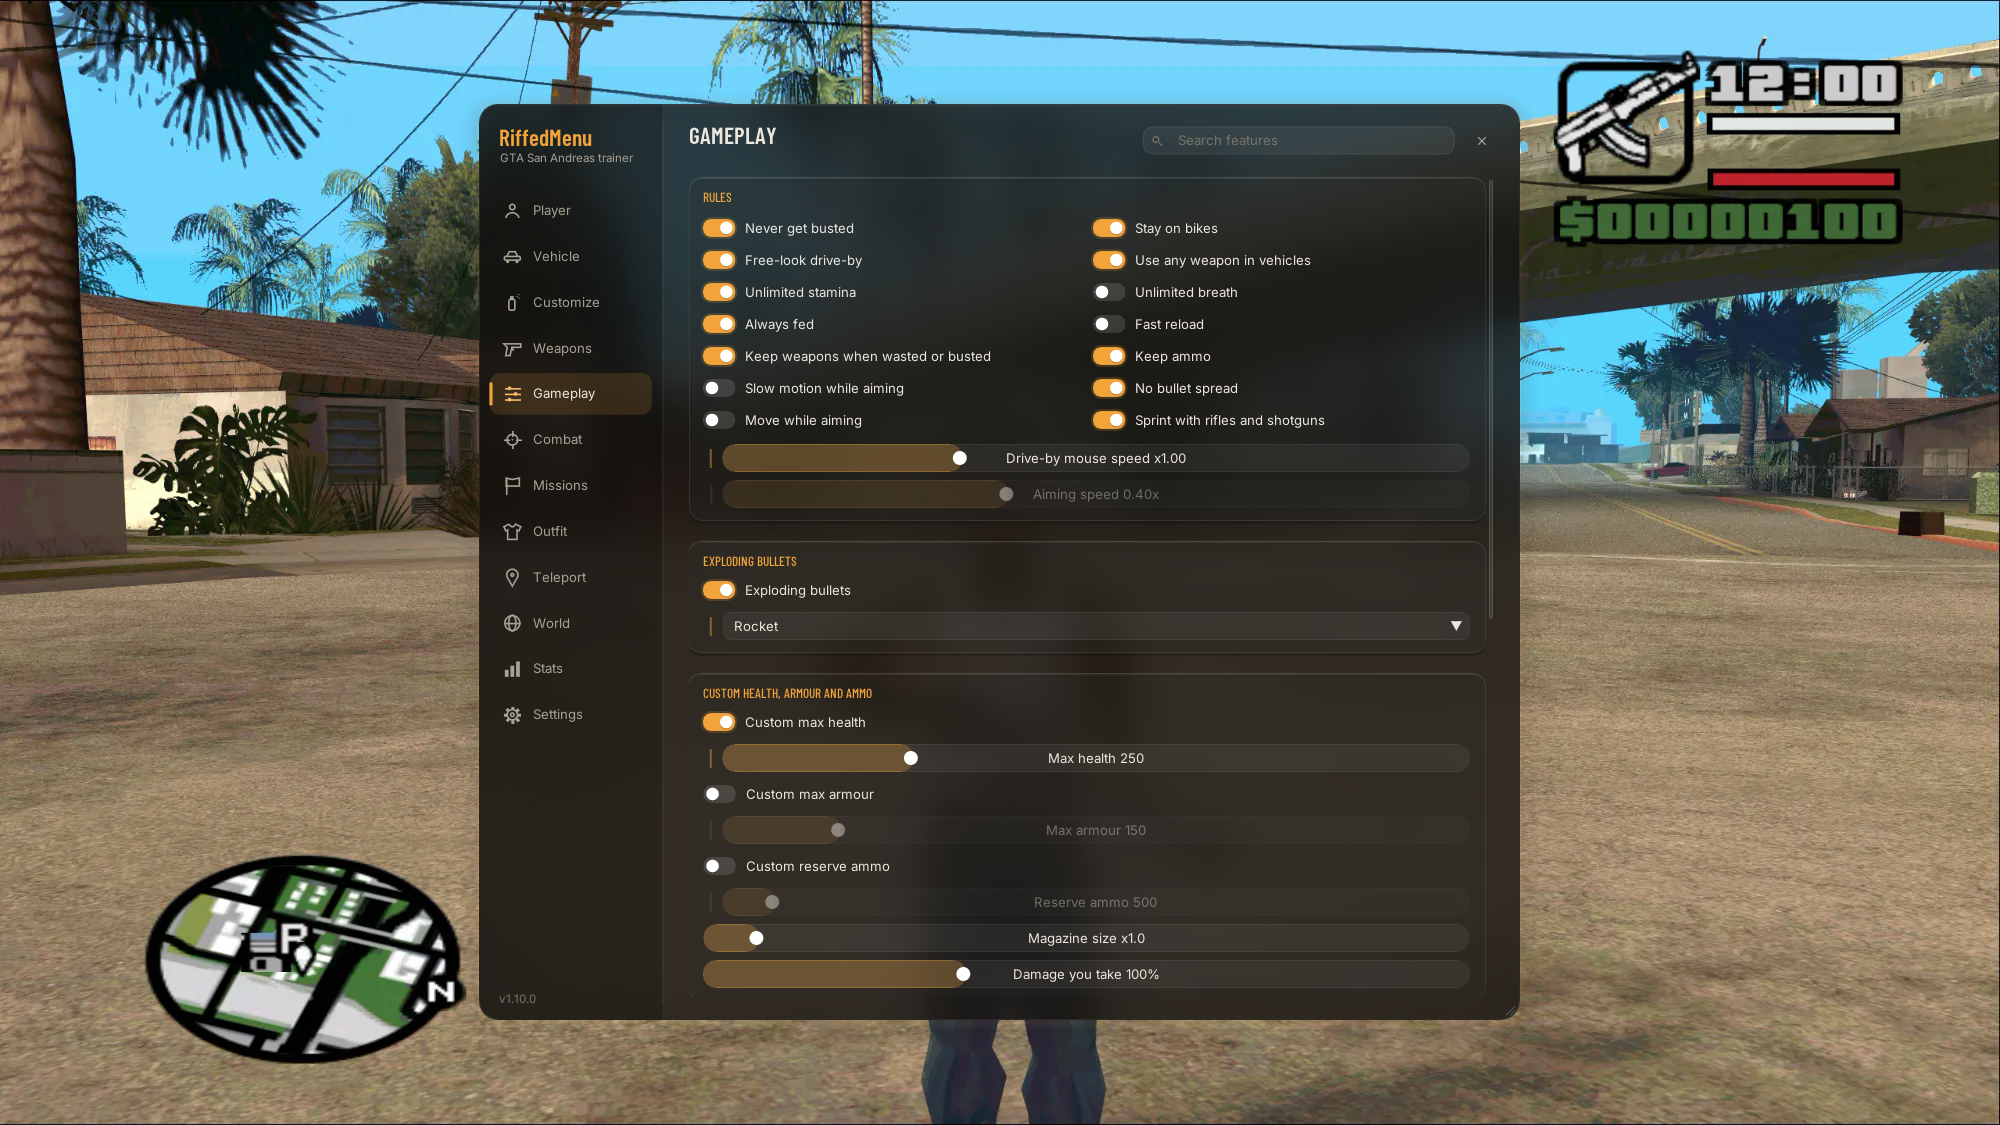 RiffedMenu
GTA San Andreas trainer
Player
Vehicle
Customize
Weapons
Gameplay
Combat
Missions
Outfit
Teleport
World
Stats
Settings
v1.10.0
GAMEPLAY
Search features
×
RULES
Never get busted
Stay on bikes
Free-look drive-by
Use any weapon in vehicles
Unlimited stamina
Unlimited breath
Always fed
Fast reload
Keep weapons when wasted or busted
Keep ammo
Slow motion while aiming
No bullet spread
Move while aiming
Sprint with rifles and shotguns
Drive-by mouse speed x1.00
Aiming speed 0.40x
EXPLODING BULLETS
Exploding bullets
Rocket
CUSTOM HEALTH, ARMOUR AND AMMO
Custom max health
Max health 250
Custom max armour
Max armour 150
Custom reserve ammo
Reserve ammo 500
Magazine size x1.0
Damage you take 100%
12:00
$00000100
P
N